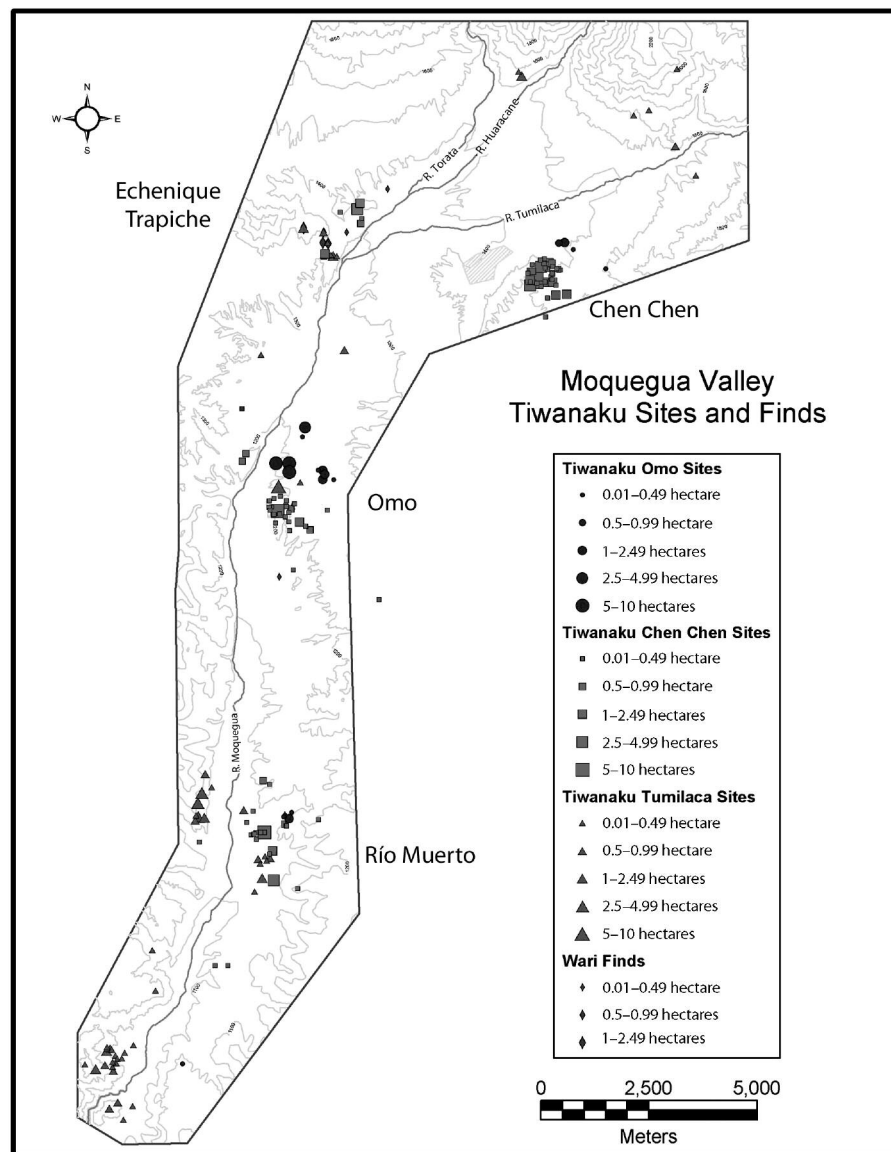 N
W E
S
R. Torata
R. Huaracane
R. Tumilaca
Echenique
Trapiche
Chen Chen
Moquegua Valley
Tiwanaku Sites and Finds
Omo
R. Moquegua
Río Muerto
Tiwanaku Omo Sites
0.01–0.49 hectare
0.5–0.99 hectare
1–2.49 hectares
2.5–4.99 hectares
5–10 hectares
Tiwanaku Chen Chen Sites
0.01–0.49 hectare
0.5–0.99 hectare
1–2.49 hectares
2.5–4.99 hectares
5–10 hectares
Tiwanaku Tumilaca Sites
0.01–0.49 hectare
0.5–0.99 hectare
1–2.49 hectares
2.5–4.99 hectares
5–10 hectares
Wari Finds
0.01–0.49 hectare
0.5–0.99 hectare
1–2.49 hectares
0 2,500 5,000
Meters